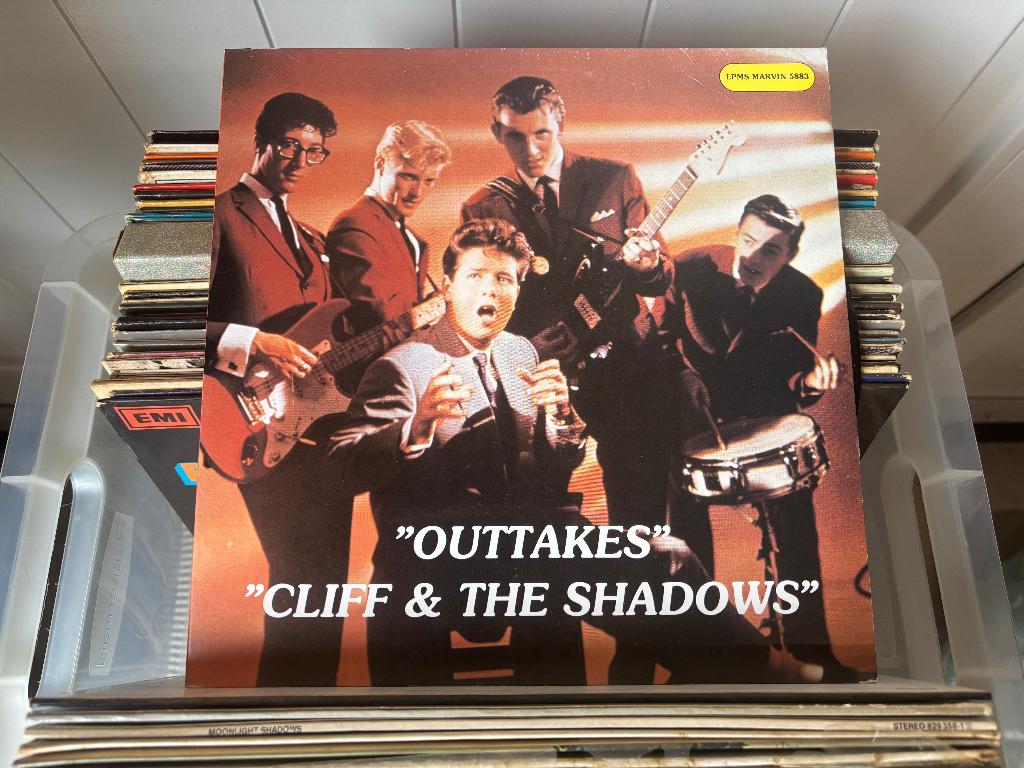 LPMS MARVIN 5883
EMI
"OUTTAKES"
"CLIFF & THE SHADOWS"
MOONLIGHT SHADOWS
STEREO 829 358-1